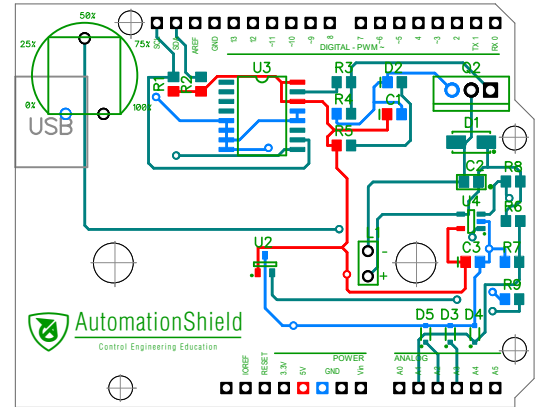 50%
25%
75%
0%
100%
USB
SCL
SDA
AREF
GND
13
12
~11
~10
~9
8
7
~6
~5
4
~3
2
TX 1
RX 0
DIGITAL - PWM ~
R1
R2
U3
R3
D2
Q2
R4
C1
R5
D1
C2
R8
U4
R6
U2
-
+
C3
R7
R9
D5
D3
D4
AutomationShield
Control Engineering Education
POWER
ANALOG
IOREF
RESET
3.3V
5V
GND
Vin
A0
A1
A2
A3
A4
A5